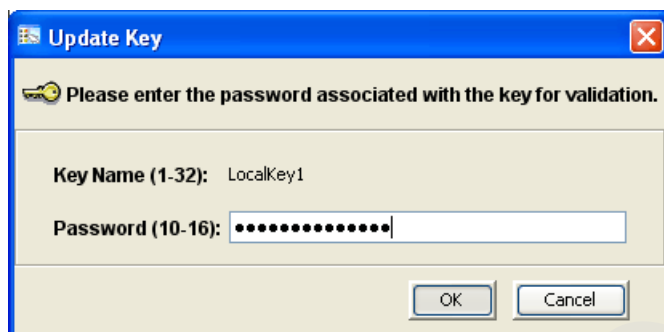 Update Key
Please enter the password associated with the key for validation.
Key Name (1-32): LocalKey1
Password (10-16): ••••••••••••••
OK Cancel